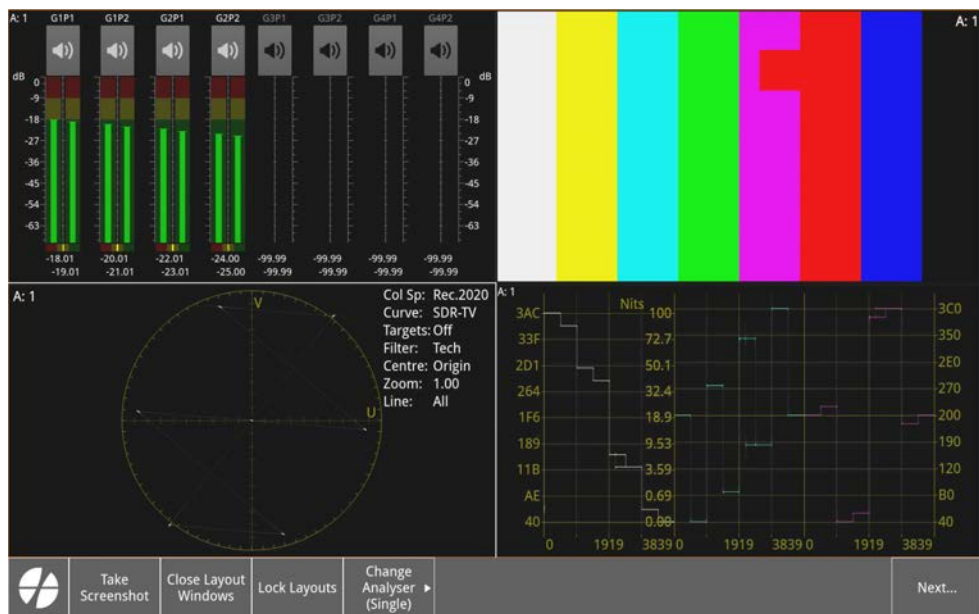 A: 1
G1P1 G1P2 G2P1 G2P2 G3P1 G3P2 G4P1 G4P2
dB dB
0 0
-9 -9
-18 -18
-27 -27
-36 -36
-45 -45
-54 -54
-63 -63
-18.01 -20.01 -22.01 -24.00 -99.99 -99.99 -99.99 -99.99
-19.01 -21.01 -23.01 -25.00 -99.99 -99.99 -99.99 -99.99
A: 1
A: 1
V
U
Col Sp: Rec.2020
Curve: SDR-TV
Targets: Off
Filter: Tech
Centre: Origin
Zoom: 1.00
Line: All
A: 1
Nits
3AC 100 3C0
33F 72.7 350
2D1 50.1 2E0
264 32.4 270
1F6 18.9 200
189 9.53 190
11B 3.59 120
AE 0.69 B0
40 0.00 40
0 1919 3839 0 1919 3839 0 1919 3839
Take
Screenshot
Close Layout
Windows
Lock Layouts
Change
Analyser
(Single)
Next...